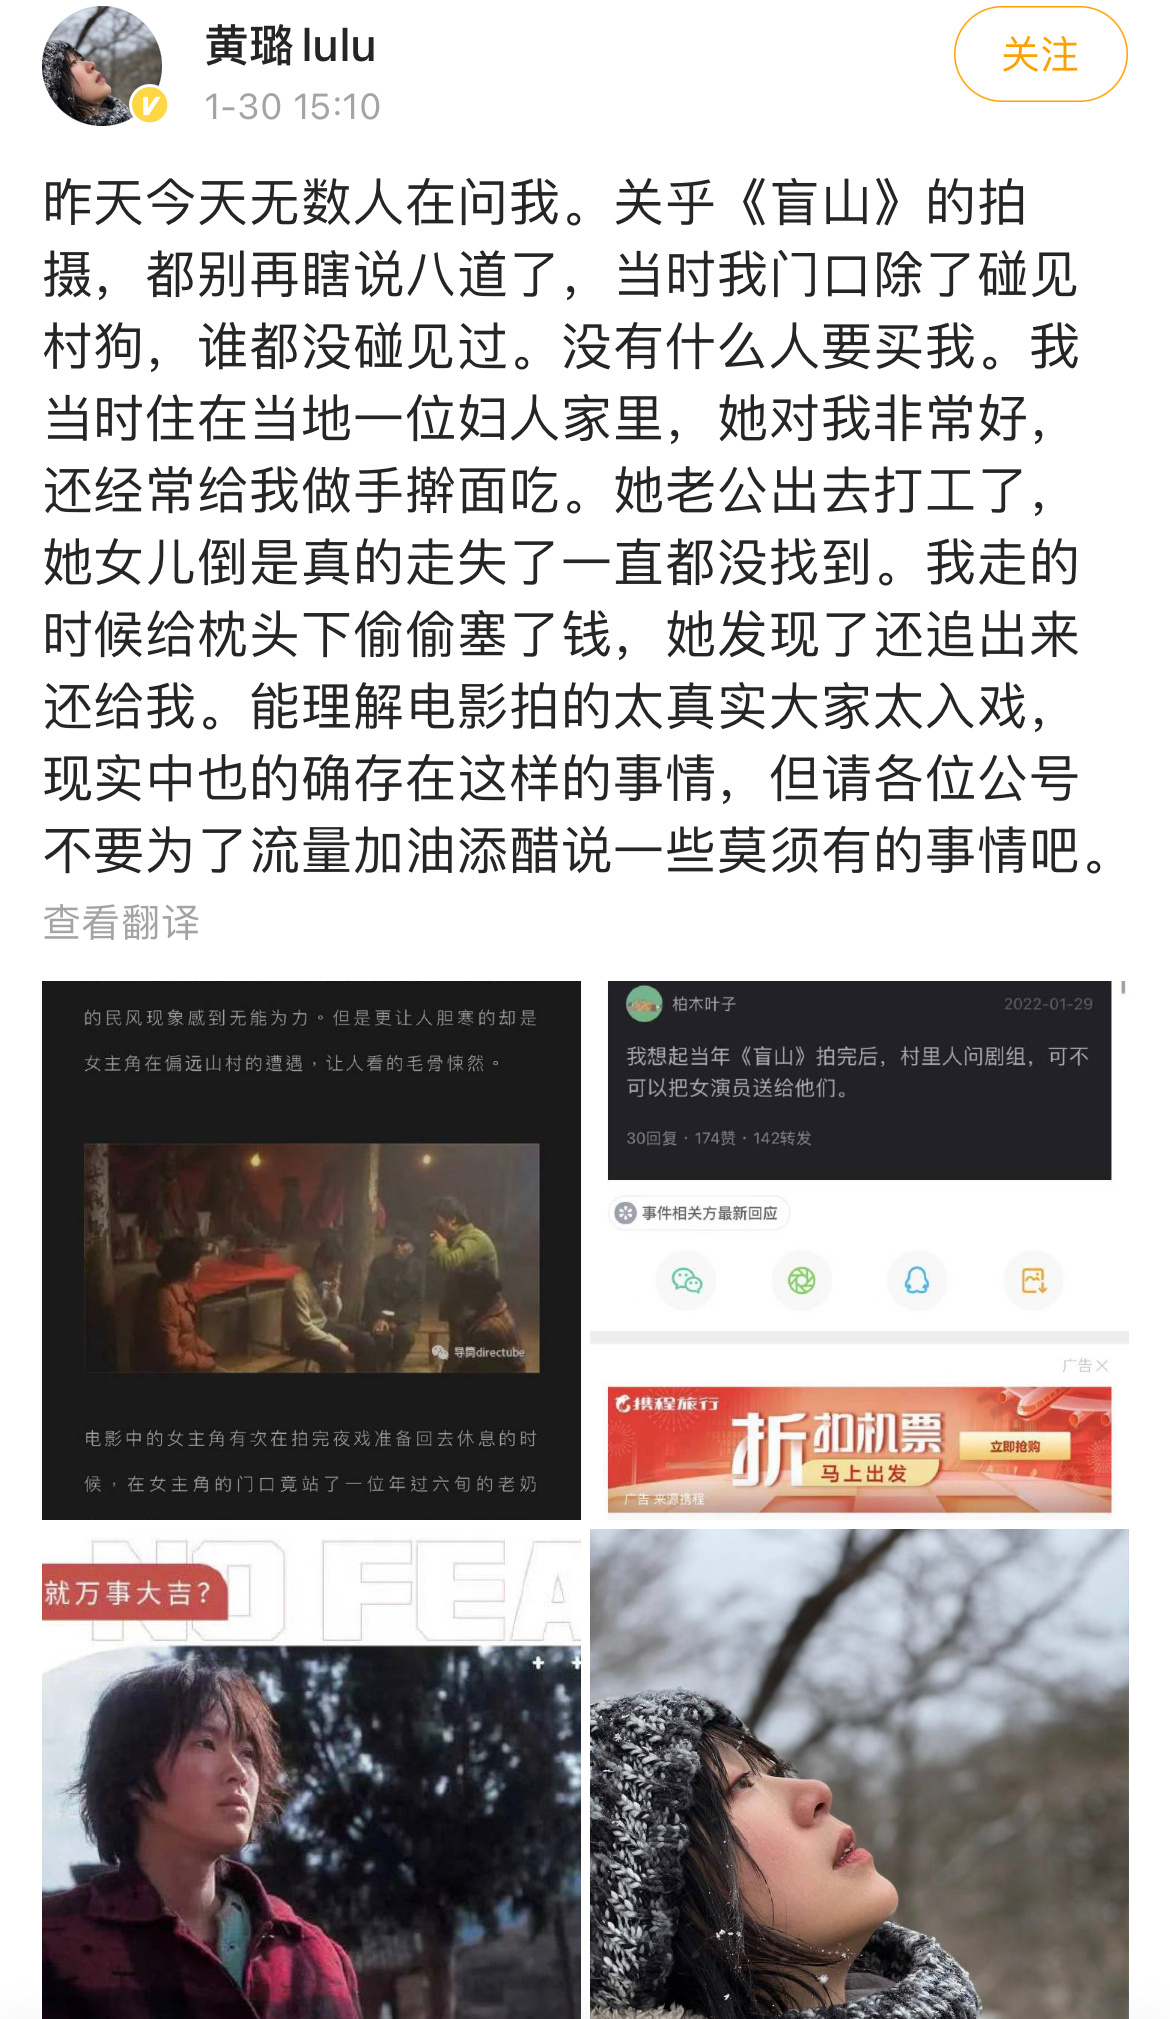 黄璐lulu
1-30 15:10
关注
昨天今天无数人在问我。关乎《盲山》的拍
摄，都别再瞎说八道了，当时我门口除了碰见
村狗，谁都没碰见过。没有什么人要买我。我
当时住在当地一位妇人家里，她对我非常好，
还经常给我做手擀面吃。她老公出去打工了，
她女儿倒是真的走失了一直都没找到。我走的
时候给枕头下偷偷塞了钱，她发现了还追出来
还给我。能理解电影拍的太真实大家太入戏，
现实中也的确存在这样的事情，但请各位公号
不要为了流量加油添醋说一些莫须有的事情吧。
查看翻译
的民风现象感到无能为力。但是更让人胆寒的却是
女主角在偏远山村的遭遇，让人看的毛骨悚然。
导筒directube
电影中的女主角有次在拍完夜戏准备回去休息的时
候，在女主角的门口竟站了一位年过六旬的老奶
柏木叶子
2022-01-29
我想起当年《盲山》拍完后，村里人问剧组，可不
可以把女演员送给他们。
30回复 · 174赞 · 142转发
事件相关方最新回应
广告
携程旅行
折扣机票
马上出发
立即抢购
广告 来源携程
NO FEA
就万事大吉？